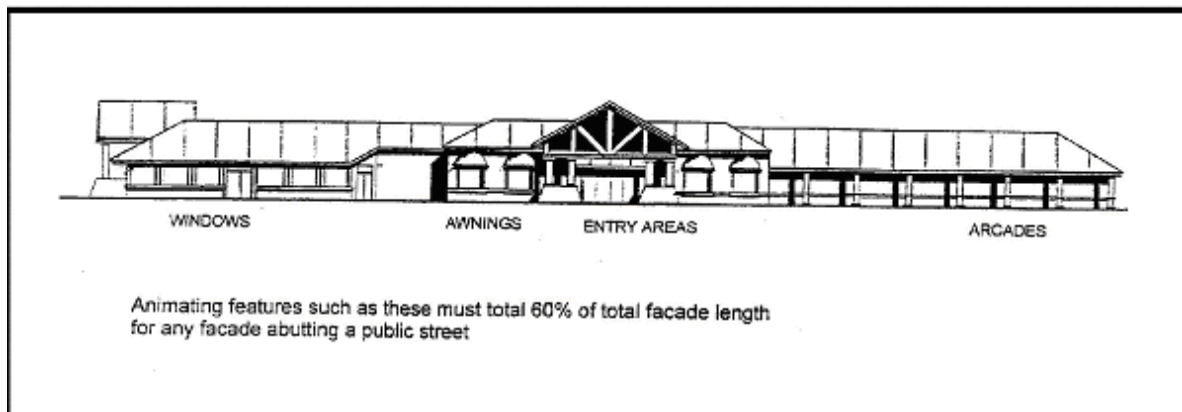 WINDOWS AWNINGS ENTRY AREAS ARCADES
Animating features such as these must total 60% of total facade length
for any facade abutting a public street